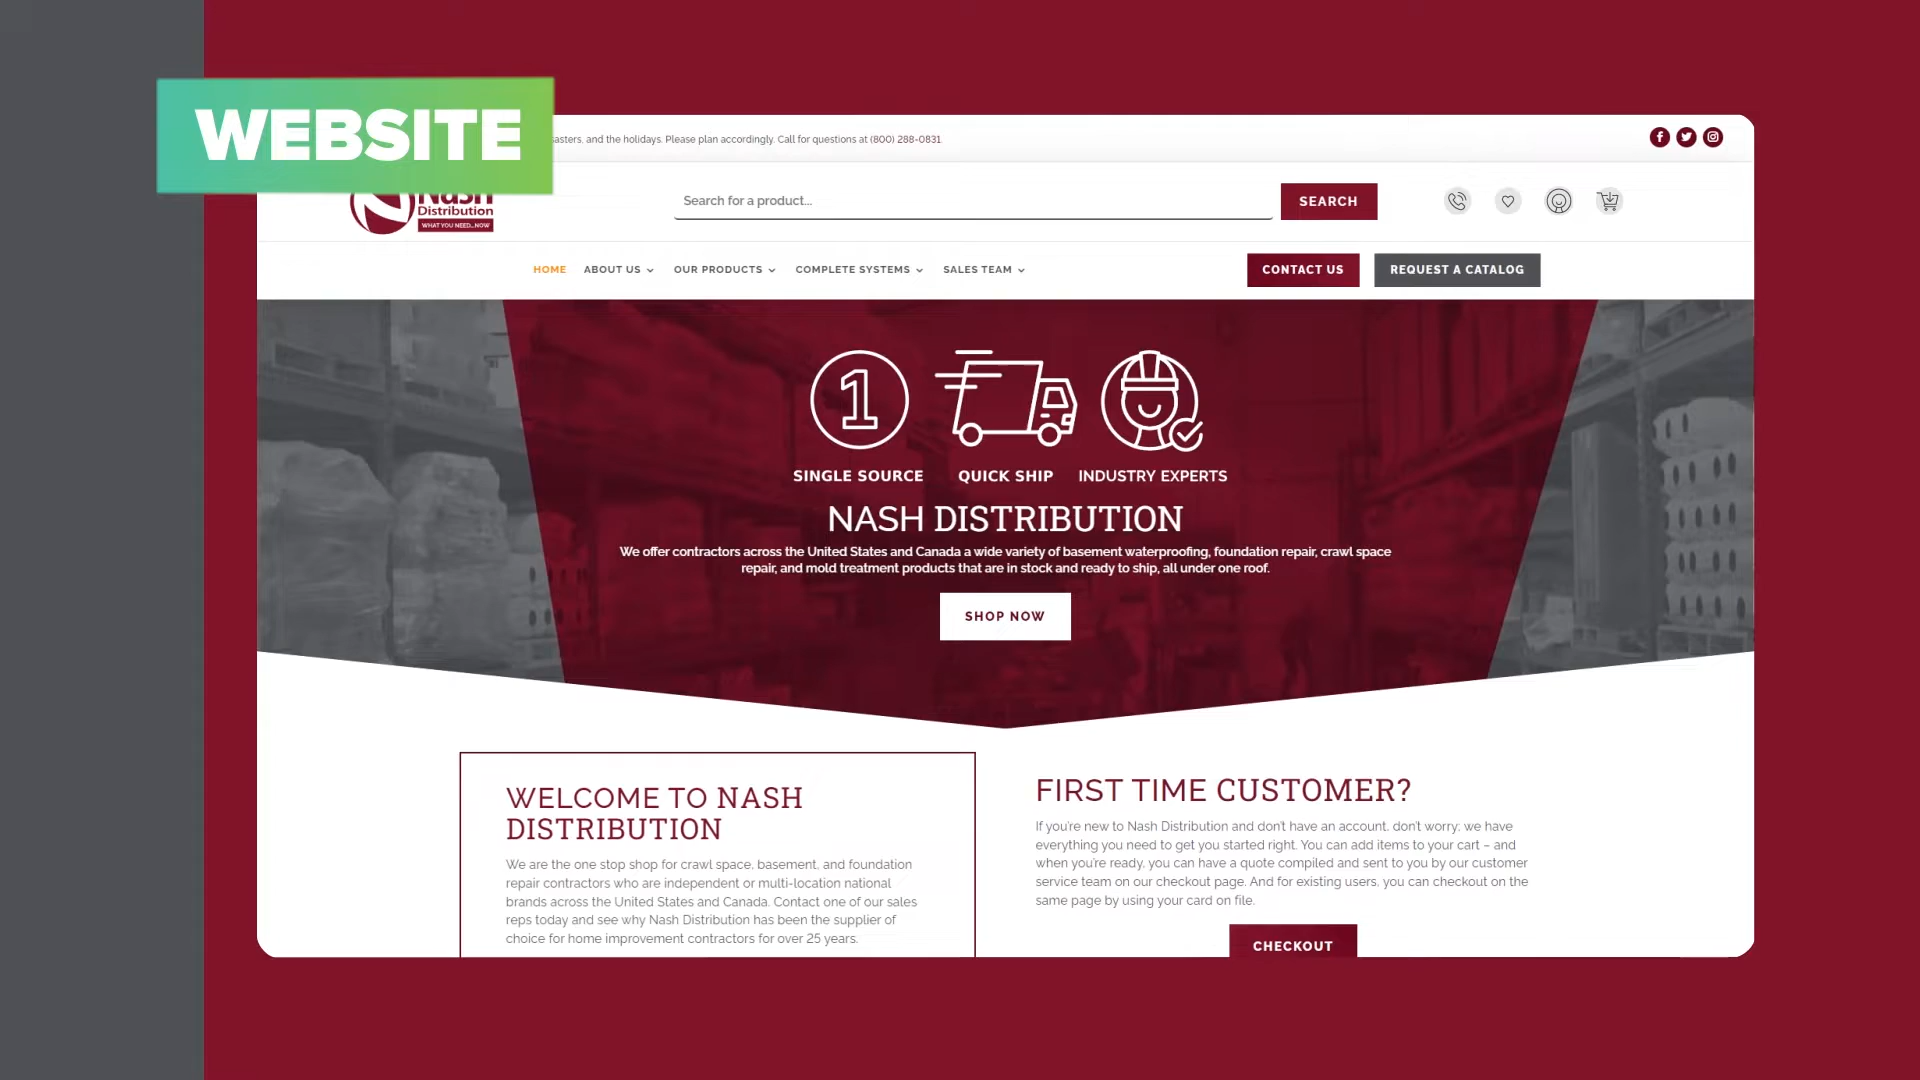 WEBSITE
asters, and the holidays. Please plan accordingly. Call for questions at (800) 288-0831
Nash
Distribution
WHAT YOU NEED...NOW
Search for a product...
SEARCH
HOME ABOUT US OUR PRODUCTS COMPLETE SYSTEMS SALES TEAM
CONTACT US REQUEST A CATALOG
1
SINGLE SOURCE QUICK SHIP INDUSTRY EXPERTS
NASH DISTRIBUTION
We offer contractors across the United States and Canada a wide variety of basement waterproofing, foundation repair, crawl space
repair, and mold treatment products that are in stock and ready to ship, all under one roof.
SHOP NOW
WELCOME TO NASH
DISTRIBUTION
We are the one stop shop for crawl space, basement, and foundation
repair contractors who are independent or multi-location national
brands across the United States and Canada. Contact one of our sales
reps today and see why Nash Distribution has been the supplier of
choice for home improvement contractors for over 25 years.
FIRST TIME CUSTOMER?
If you're new to Nash Distribution and don't have an account, don't worry; we have
everything you need to get you started right. You can add items to your cart – and
when you're ready, you can have a quote compiled and sent to you by our customer
service team on our checkout page. And for existing users, you can checkout on the
same page by using your card on file.
CHECKOUT